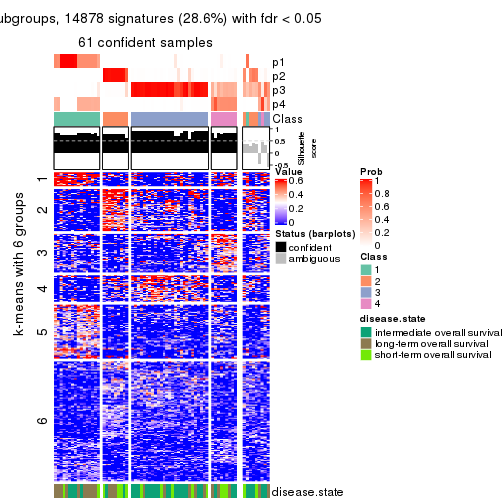 ubgroups, 14878 signatures (28.6%) with fdr < 0.05
61 confident samples
p1
p2
p3
p4
Class
1
0.5
0
-0.5
Silhouette
score
k-means with 6 groups
1
2
3
4
5
6
disease.state
Value
0.6
0.4
0.2
0
Status (barplots)
confident
ambiguous
Prob
1
0.8
0.6
0.4
0.2
0
Class
1
2
3
4
disease.state
intermediate overall survival
long-term overall survival
short-term overall survival